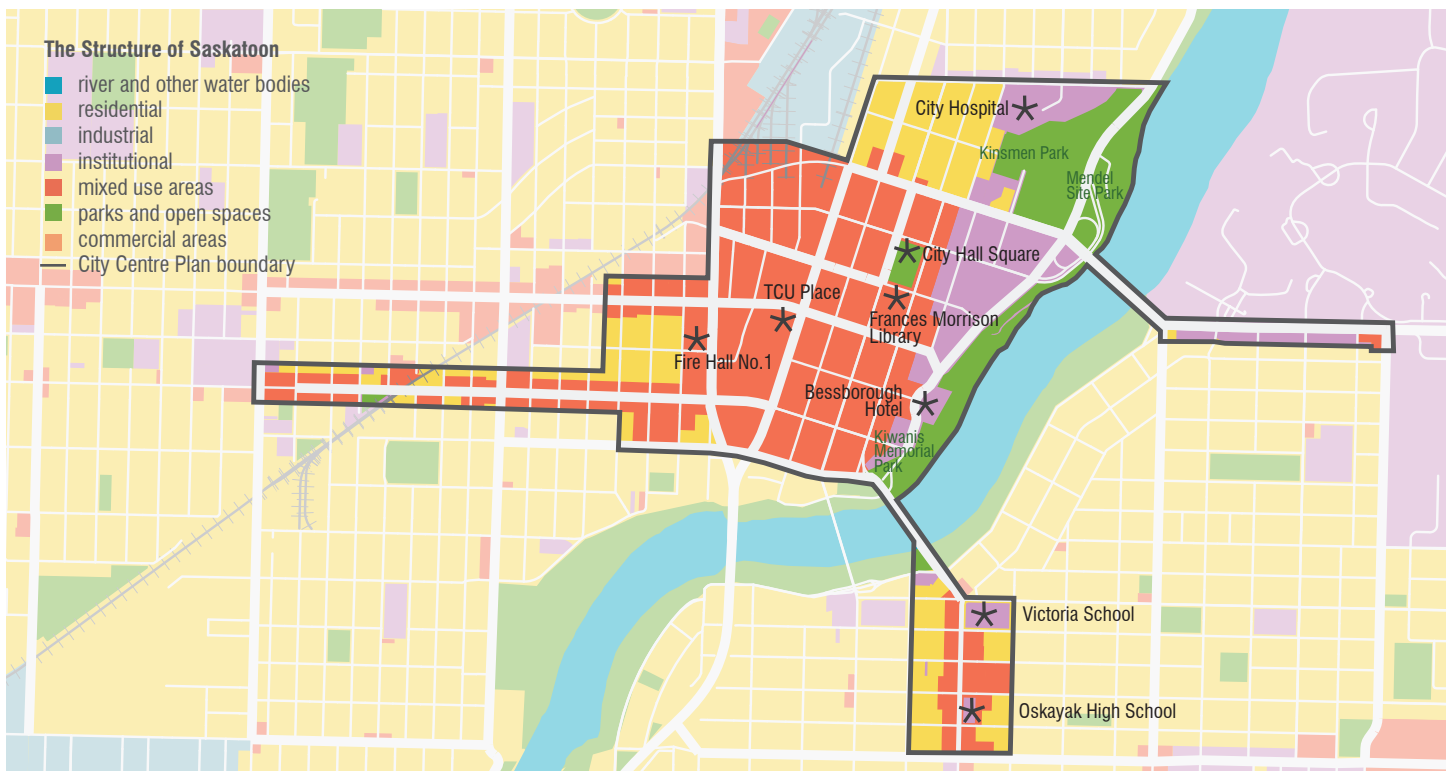 The Structure of Saskatoon
river and other water bodies
residential
industrial
institutional
mixed use areas
parks and open spaces
commercial areas
City Centre Plan boundary
City Hospital
Kinsmen Park
Mendel
Site Park
City Hall Square
TCU Place
Frances Morrison
Library
Fire Hall No.1
Bessborough
Hotel
Kiwanis
Memorial
Park
Victoria School
Oskayak High School